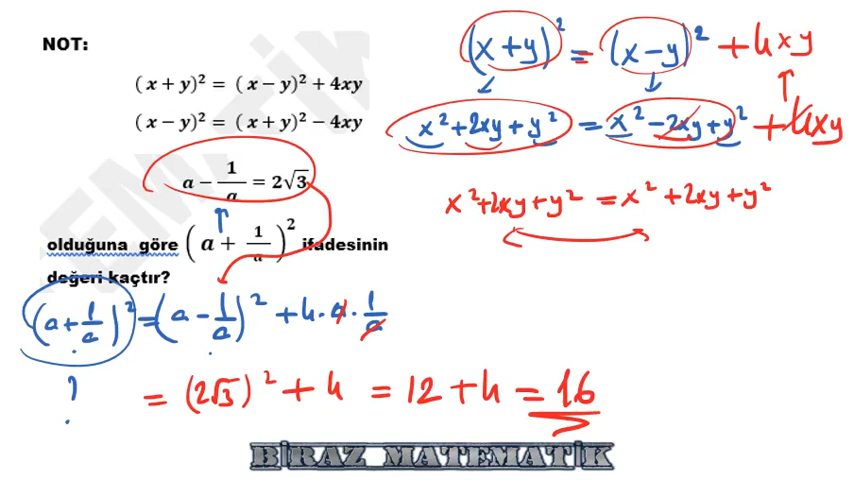 NOT:
( x + y )² = ( x − y )² + 4xy
( x − y )² = ( x + y )² − 4xy
a − 1/a = 2√3
olduğuna göre (a + 1/a)² ifadesinin
değeri kaçtır?
(a + 1/a)² = (a − 1/a)² + 4 · a · 1/a
?
= (2√3)² + 4 = 12 + 4 = 16
(x + y)² = (x − y)² + 4xy
x² + 2xy + y² = x² − 2xy + y² + 4xy
x² + 2xy + y² = x² + 2xy + y²
BİRAZ MATEMATİK